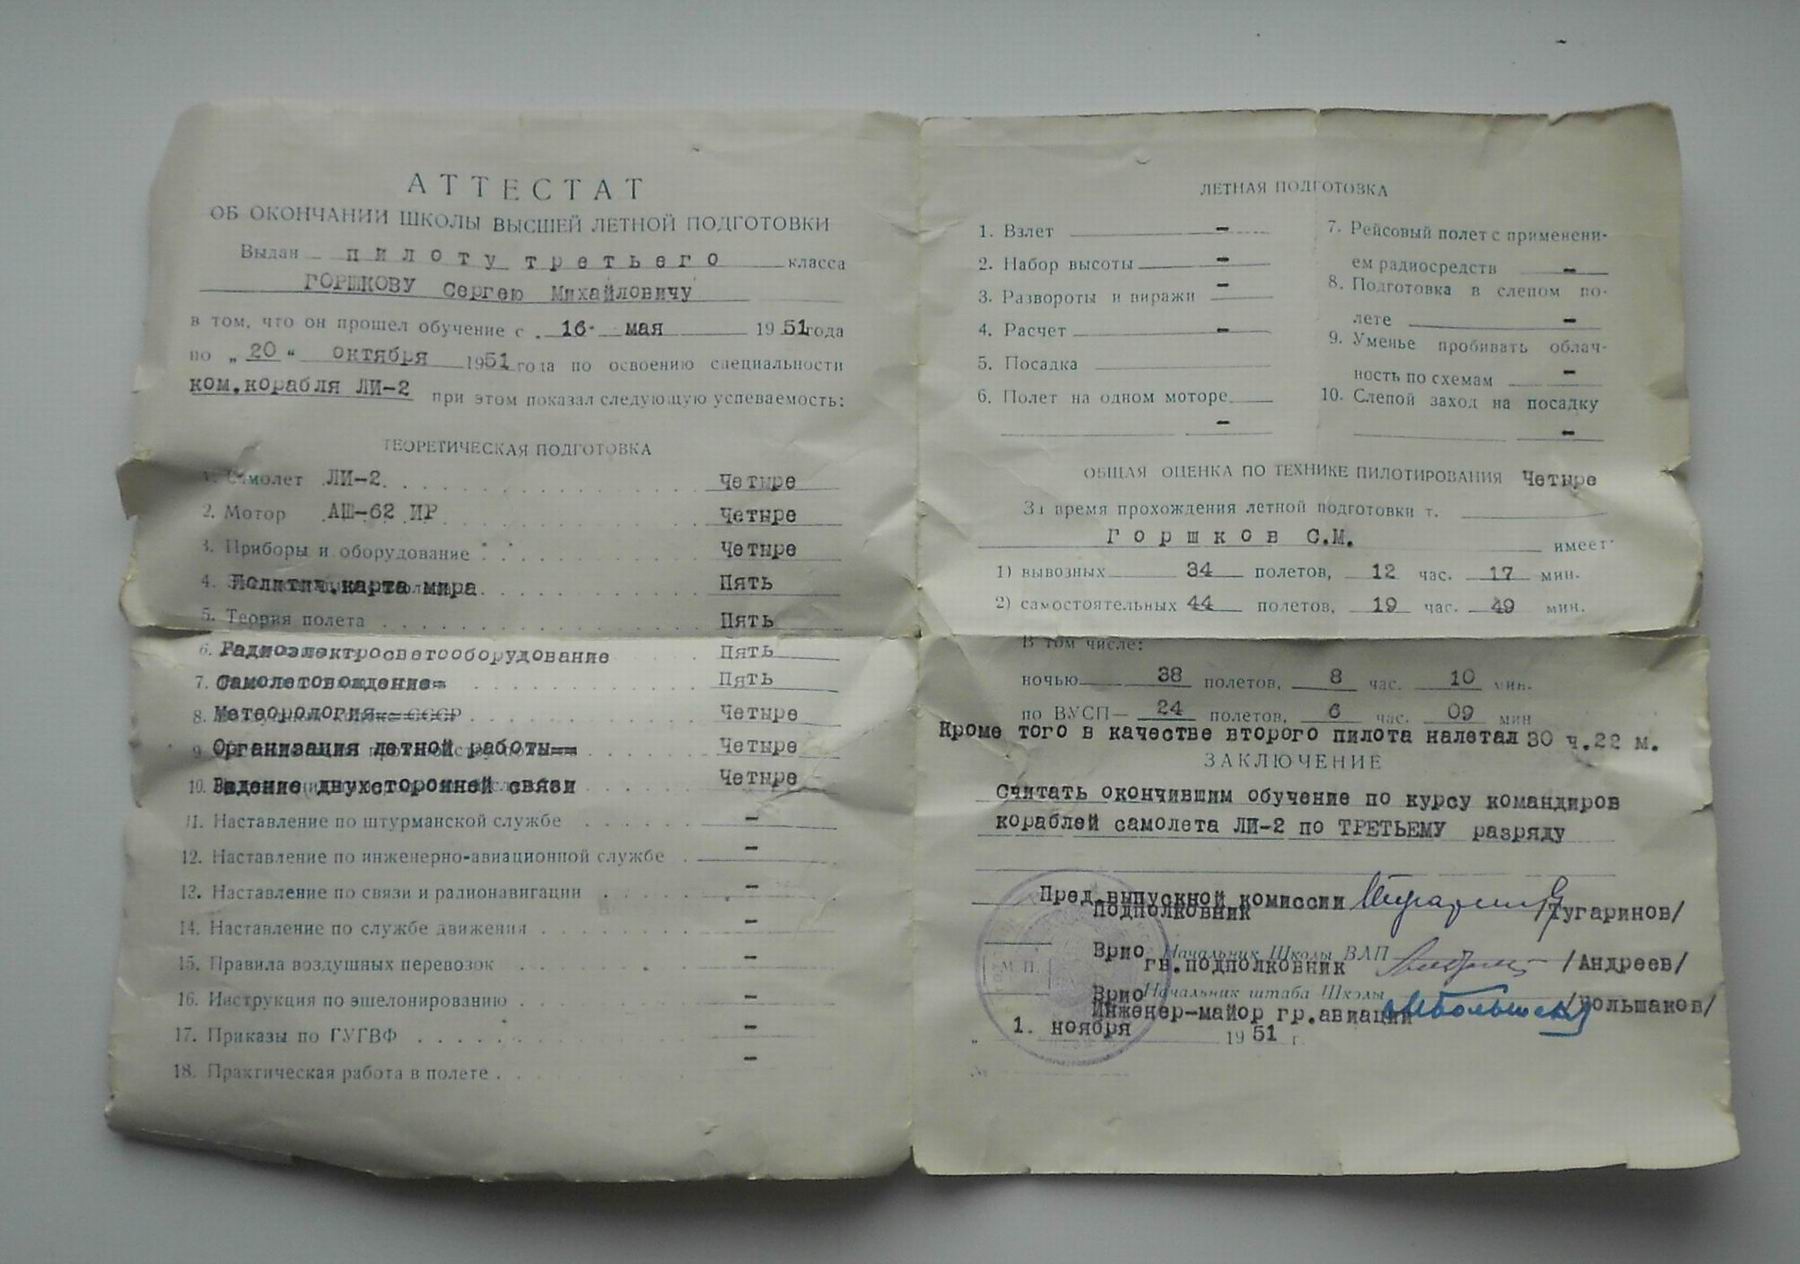 АТТЕСТАТ
ОБ ОКОНЧАНИИ ШКОЛЫ ВЫСШЕЙ ЛЕТНОЙ ПОДГОТОВКИ
Выдан пилоту третьего класса
ГОРШКОВУ Сергею Михайловичу
в том, что он прошел обучение с 16 мая 1951 года
по „20“ октября 1951 года по освоению специальности
ком.корабля ЛИ-2 при этом показал следующую успеваемость:
ТЕОРЕТИЧЕСКАЯ ПОДГОТОВКА
1. Самолет ЛИ-2 Четыре
2. Мотор АШ-62 ИР Четыре
3. Приборы и оборудование Четыре
4. Политич.карта мира Пять
5. Теория полета Пять
6. Радиоэлектросветооборудование Пять
7. Самолетовождение Пять
8. Метеорология Четыре
9. Организация летной работы Четыре
10. Ведение двухсторонней связи Четыре
11. Наставление по штурманской службе -
12. Наставление по инженерно-авиационной службе -
13. Наставление по связи и радионавигации -
14. Наставление по службе движения -
15. Правила воздушных перевозок -
16. Инструкция по эшелонированию -
17. Приказы по ГУГВФ -
18. Практическая работа в полете -
ЛЕТНАЯ ПОДГОТОВКА
1. Взлет -
2. Набор высоты -
3. Развороты и виражи -
4. Расчет -
5. Посадка
6. Полет на одном моторе
-
7. Рейсовый полет с применени-
ем радиосредств -
8. Подготовка в слепом по-
лете -
9. Уменье пробивать облач-
ность по схемам -
10. Слепой заход на посадку
-
ОБЩАЯ ОЦЕНКА ПО ТЕХНИКЕ ПИЛОТИРОВАНИЯ Четыре
За время прохождения летной подготовки т.
Горшков С.М. имеет
1) вывозных 34 полетов, 12 час. 17 мин.
2) самостоятельных 44 полетов, 19 час. 49 мин.
В том числе:
ночью 38 полетов, 8 час. 10 мин.
по ВУСП— 24 полетов, 6 час. 09 мин
Кроме того в качестве второго пилота налетал 30 ч.22 м.
ЗАКЛЮЧЕНИЕ
Считать окончившим обучение по курсу командиров
кораблей самолета ЛИ-2 по ТРЕТЬЕМУ разряду
Пред.выпускной комиссии
Подполковник /Тугаринов/
Врио Начальник Школы ВЛП
гв.подполковник /Андреев/
М.П.
Врио Начальник штаба Школы /Большаков/
Инженер-майор гр.авиации
„ 1. ноября 1951 г.
№